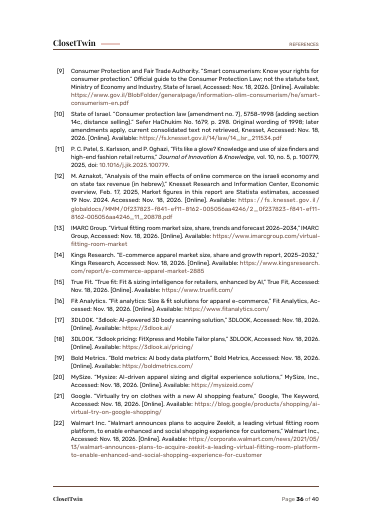 ClosetTwin
REFERENCES
[9] Consumer Protection and Fair Trade Authority. "Smart consumerism: Know your rights for
consumer protection." Official guide to the Consumer Protection Law; not the statute text,
Ministry of Economy and Industry, State of Israel, Accessed: Nov. 18, 2026. [Online]. Available:
https://www.gov.il/BlobFolder/generalpage/information-olim-consumerism/he/smart-
consumerism-en.pdf
[10] State of Israel. "Consumer protection law (amendment no. 7), 5758-1998 (adding section
14c, distance selling)." Sefer HaChukim No. 1679, p. 298. Original wording of 1998; later
amendments apply, current consolidated text not retrieved, Knesset, Accessed: Nov. 18,
2026. [Online]. Available: https://fs.knesset.gov.il/14/law/14_lsr_211534.pdf
[11] P. C. Patel, S. Karlsson, and P. Oghazi, "Fits like a glove? Knowledge and use of size finders and
high-end fashion retail returns," Journal of Innovation & Knowledge, vol. 10, no. 5, p. 100779,
2025, doi: 10.1016/j.jik.2025.100779.
[12] M. Aznakot, "Analysis of the main effects of online commerce on the Israeli economy and
on state tax revenue (in hebrew)," Knesset Research and Information Center, Economic
overview, Feb. 17, 2025, Market figures in this report are Statista estimates, accessed
19 Nov. 2024. Accessed: Nov. 18, 2026. [Online]. Available: https://fs.knesset.gov.il/
globaldocs/MMM/0f237823-f841-ef11-8162-005056aa4246/2_0f237823-f841-ef11-
8162-005056aa4246_11_20878.pdf
[13] IMARC Group. "Virtual fitting room market size, share, trends and forecast 2026-2034," IMARC
Group, Accessed: Nov. 18, 2026. [Online]. Available: https://www.imarcgroup.com/virtual-
fitting-room-market
[14] Kings Research. "E-commerce apparel market size, share and growth report, 2025-2032,"
Kings Research, Accessed: Nov. 18, 2026. [Online]. Available: https://www.kingsresearch.
com/report/e-commerce-apparel-market-2885
[15] True Fit. "True fit: Fit & sizing intelligence for retailers, enhanced by AI," True Fit, Accessed:
Nov. 18, 2026. [Online]. Available: https://www.truefit.com/
[16] Fit Analytics. "Fit analytics: Size & fit solutions for apparel e-commerce," Fit Analytics, Ac-
cessed: Nov. 18, 2026. [Online]. Available: https://www.fitanalytics.com/
[17] 3DLOOK. "3dlook: AI-powered 3D body scanning solution," 3DLOOK, Accessed: Nov. 18, 2026.
[Online]. Available: https://3dlook.ai/
[18] 3DLOOK. "3dlook pricing: FitXpress and Mobile Tailor plans," 3DLOOK, Accessed: Nov. 18, 2026.
[Online]. Available: https://3dlook.ai/pricing/
[19] Bold Metrics. "Bold metrics: AI body data platform," Bold Metrics, Accessed: Nov. 18, 2026.
[Online]. Available: https://boldmetrics.com/
[20] MySize. "Mysize: AI-driven apparel sizing and digital experience solutions," MySize, Inc.,
Accessed: Nov. 18, 2026. [Online]. Available: https://mysizeid.com/
[21] Google. "Virtually try on clothes with a new AI shopping feature," Google, The Keyword,
Accessed: Nov. 18, 2026. [Online]. Available: https://blog.google/products/shopping/ai-
virtual-try-on-google-shopping/
[22] Walmart Inc. "Walmart announces plans to acquire Zeekit, a leading virtual fitting room
platform, to enable enhanced and social shopping experience for customers," Walmart Inc.,
Accessed: Nov. 18, 2026. [Online]. Available: https://corporate.walmart.com/news/2021/05/
13/walmart-announces-plans-to-acquire-zeekit-a-leading-virtual-fitting-room-platform-
to-enable-enhanced-and-social-shopping-experience-for-customer
ClosetTwin
Page 36 of 40